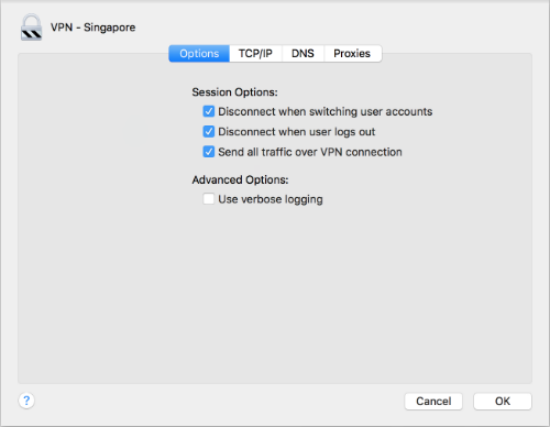 VPN - Singapore
Options TCP/IP DNS Proxies
Session Options:
Disconnect when switching user accounts
Disconnect when user logs out
Send all traffic over VPN connection
Advanced Options:
Use verbose logging
? Cancel OK